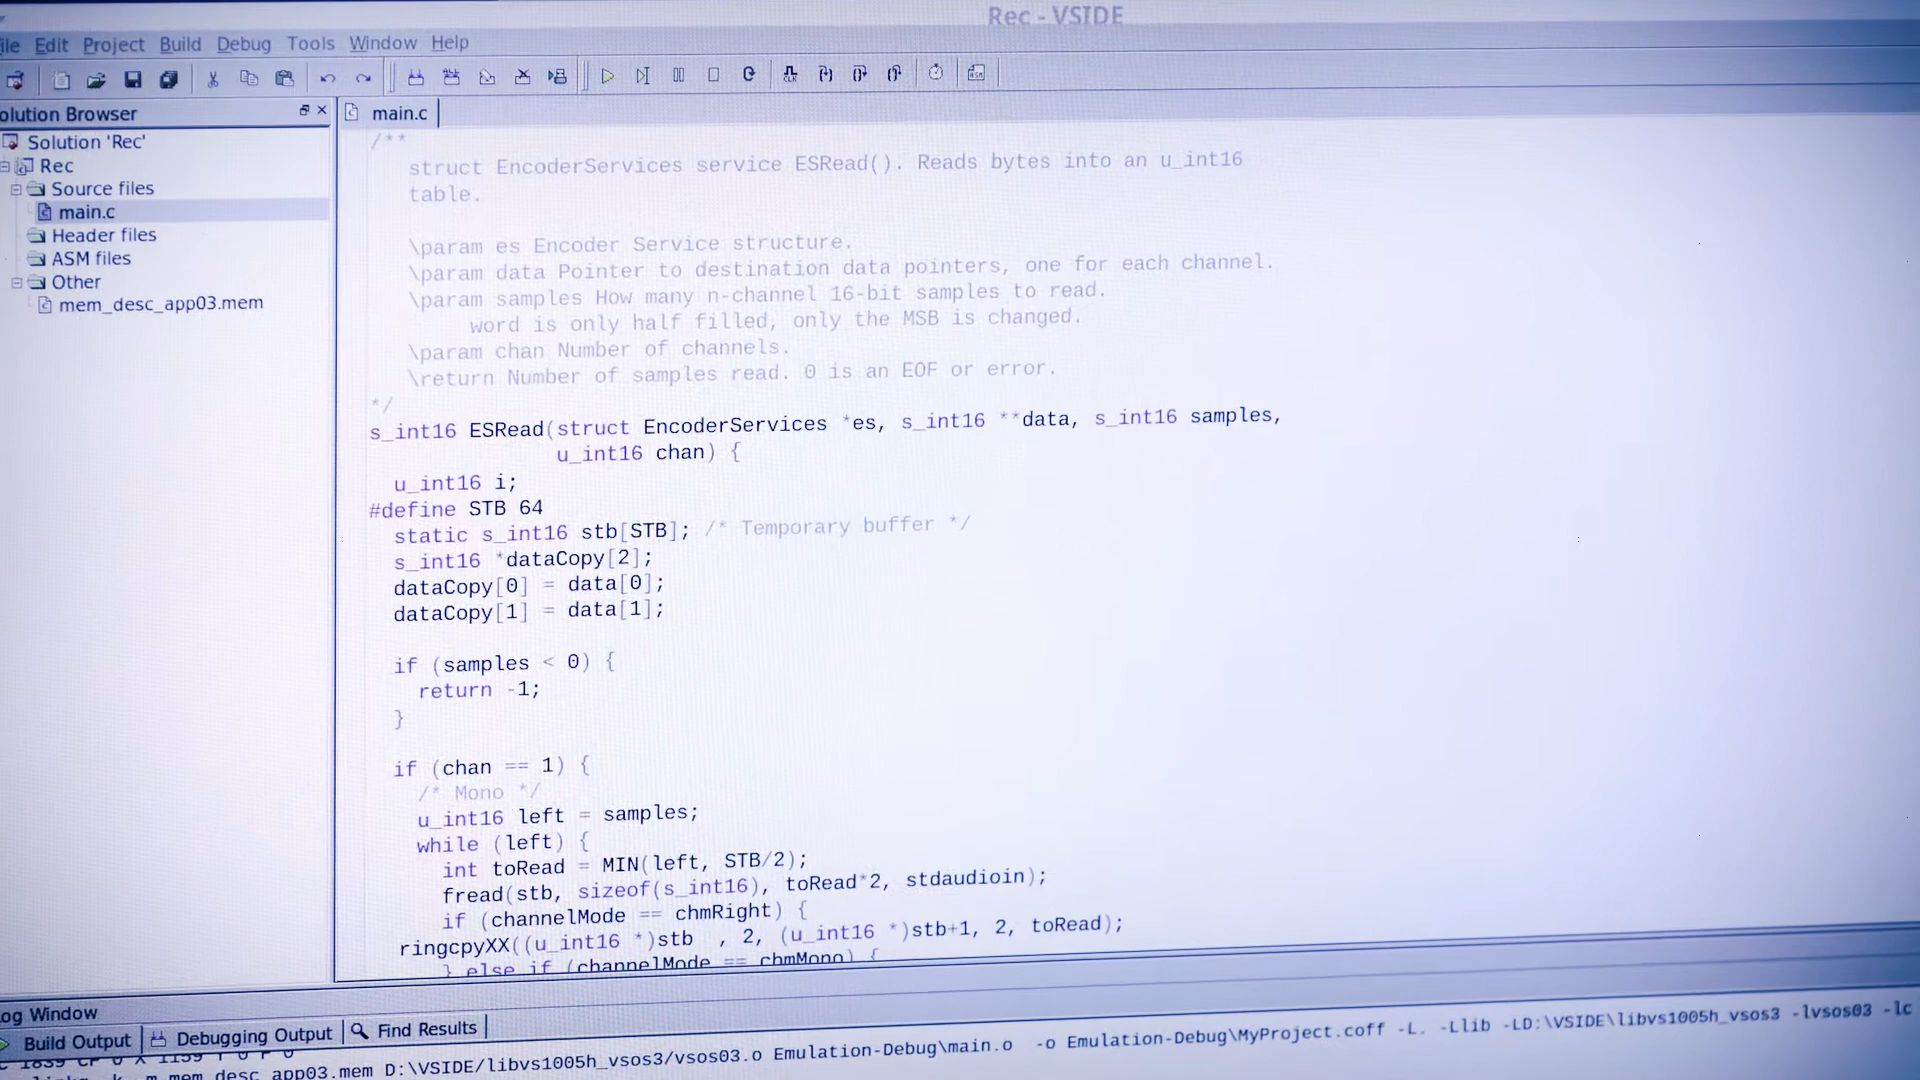 Rec - VSIDE
ile Edit Project Build Debug Tools Window Help
olution Browser
main.c
Solution 'Rec'
Rec
Source files
main.c
Header files
ASM files
Other
mem_desc_app03.mem
/**
struct EncoderServices service ESRead(). Reads bytes into an u_int16
table.
\param es Encoder Service structure.
\param data Pointer to destination data pointers, one for each channel.
\param samples How many n-channel 16-bit samples to read.
word is only half filled, only the MSB is changed.
\param chan Number of channels.
\return Number of samples read. 0 is an EOF or error.
*/
s_int16 ESRead(struct EncoderServices *es, s_int16 **data, s_int16 samples,
u_int16 chan) {
u_int16 i;
#define STB 64
static s_int16 stb[STB]; /* Temporary buffer */
s_int16 *dataCopy[2];
dataCopy[0] = data[0];
dataCopy[1] = data[1];
if (samples < 0) {
return -1;
}
if (chan == 1) {
/* Mono */
u_int16 left = samples;
while (left) {
int toRead = MIN(left, STB/2);
fread(stb, sizeof(s_int16), toRead*2, stdaudioin);
if (channelMode == chmRight) {
ringcpyXX((u_int16 *)stb , 2, (u_int16 *)stb+1, 2, toRead);
} else if (channelMode == chmMono) {
og Window
Build Output Debugging Output Find Results
mem_desc_app03.mem D:\VSIDE/libvs1005h_vsos3/vsos03.o Emulation-Debug\main.o -o Emulation-Debug\MyProject.coff -L. -Llib -LD:\VSIDE\libvs1005h_vsos3 -lvsos03 -lc